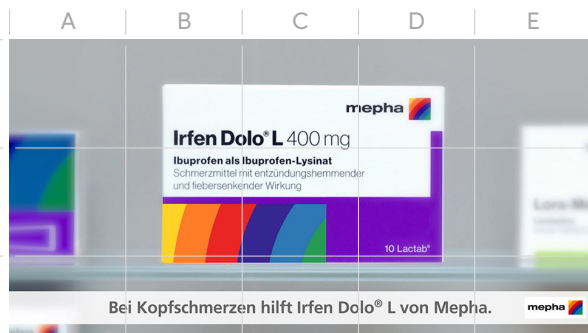 A B C D E
mepha
Irfen Dolo® L 400 mg
Ibuprofen als Ibuprofen-Lysinat
Schmerzmittel mit entzündungshemmender
und fiebersenkender Wirkung
10 Lactab®
Bei Kopfschmerzen hilft Irfen Dolo® L von Mepha.
mepha